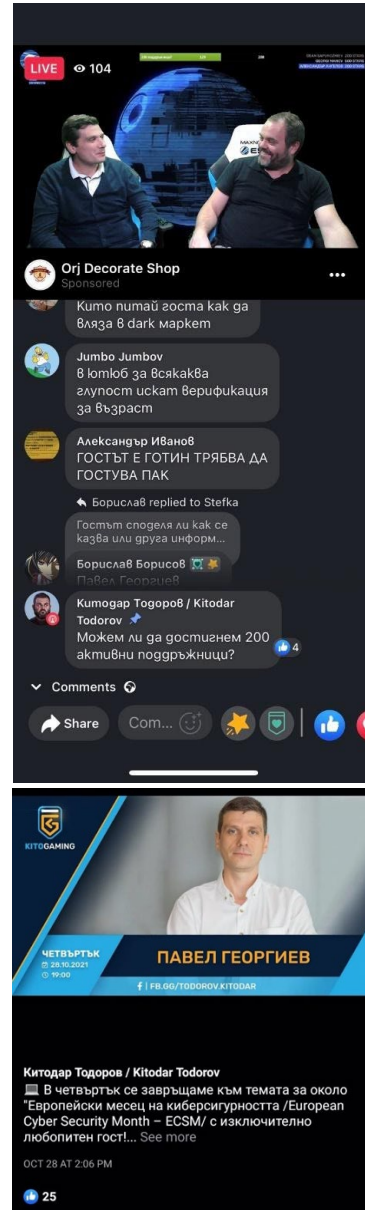 LIVE
104
MAXNO
ES
Orj Decorate Shop
Sponsored
Кито питай госта как да
вляза в dark маркет
Jumbo Jumbov
в ютюб за всякаква
глупост искат верификация
за възраст
Александър Иванов
ГОСТЪТ Е ГОТИН ТРЯБВА ДА
ГОСТУВА ПАК
Борислав replied to Stefka
Гостът споделя ли как се
казва или друга информ...
Борислав Борисов
Павел Георгиев
Китодар Тодоров / Kitodar
Todorov
Можем ли да достигнем 200
активни поддръжници?
4
Comments
Share
Com...
KITOGAMING
ЧЕТВЪРТЪК
28.10.2021
19:00
ПАВЕЛ ГЕОРГИЕВ
f | FB.GG/TODOROV.KITODAR
Китодар Тодоров / Kitodar Todorov
В четвъртък се завръщаме към темата за около
"Европейски месец на киберсигурността /European
Cyber Security Month – ECSM/ с изключително
любопитен гост!... See more
OCT 28 AT 2:06 PM
25